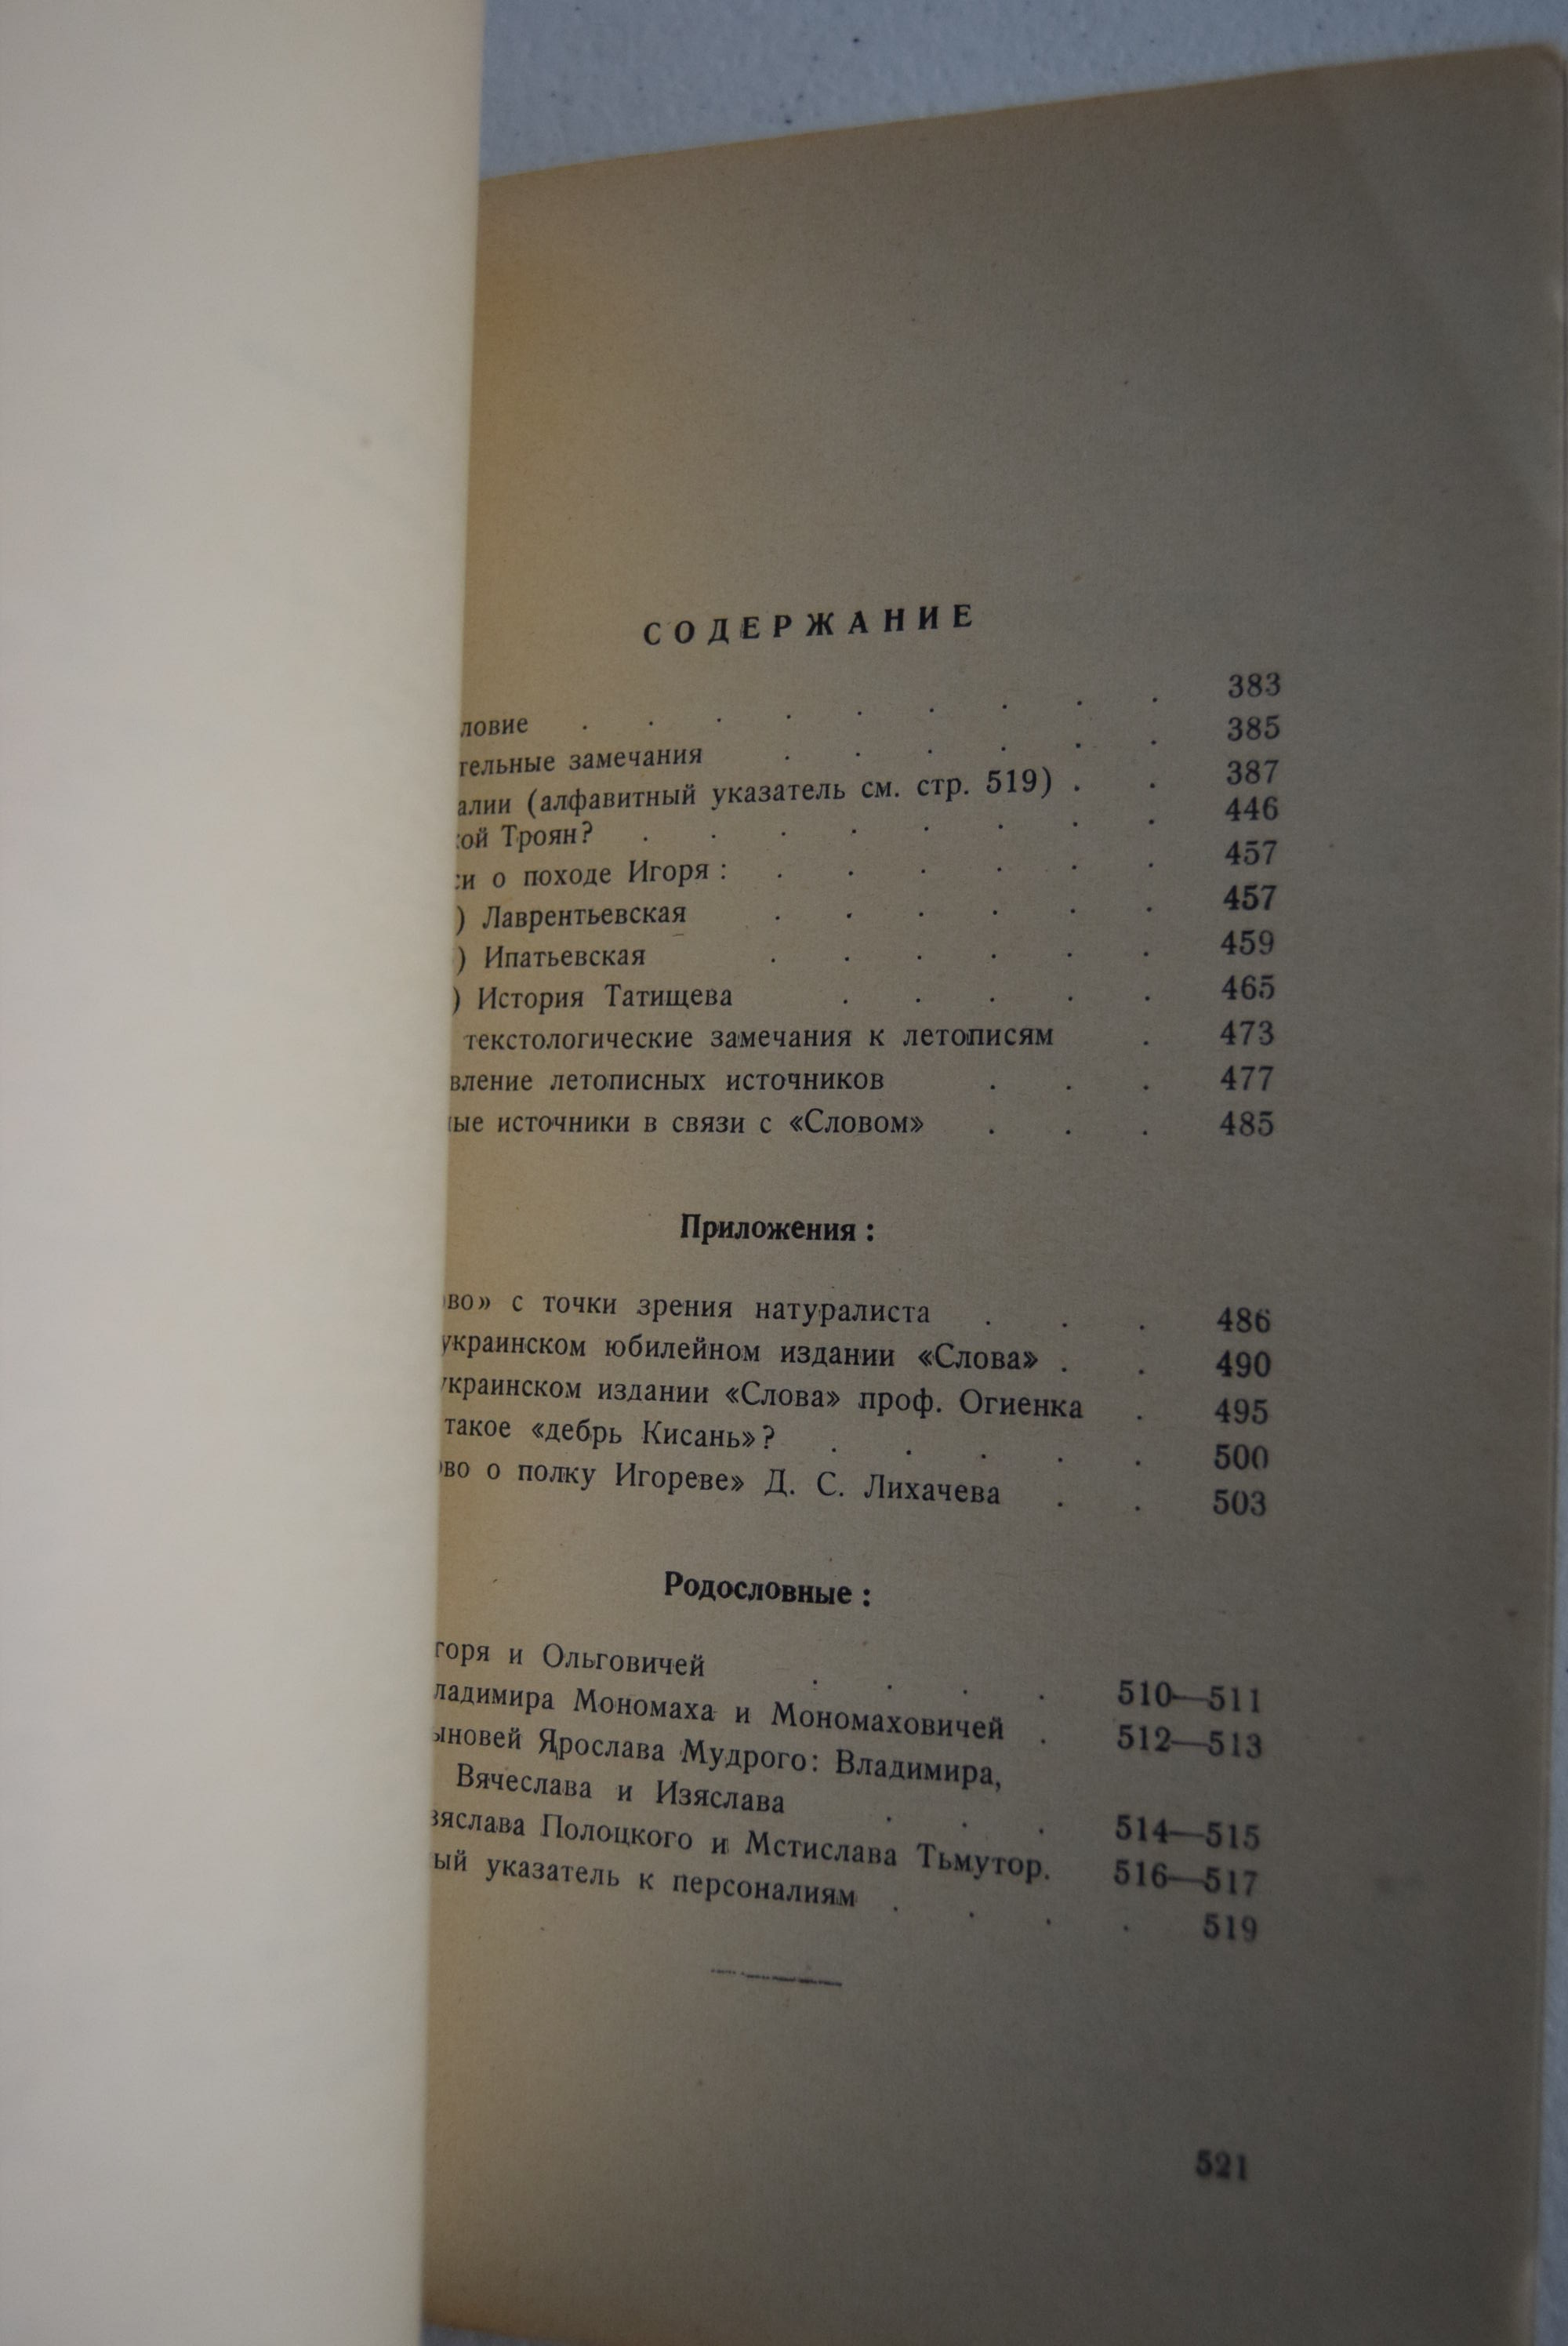 СОДЕРЖАНИЕ
ловие . . . . . . . . . 383
тельные замечания . . . . . . 385
алии (алфавитный указатель см. стр. 519) . . 387
ой Троян? . . . . . . . . 446
и о походе Игоря : . . . . . . 457
) Лаврентьевская . . . . . . 457
) Ипатьевская . . . . . . 459
) История Татищева . . . . . 465
текстологические замечания к летописям . 473
вление летописных источников . . . 477
ые источники в связи с «Словом» . . . 485
Приложения :
во» с точки зрения натуралиста . . . 486
украинском юбилейном издании «Слова» . . 490
украинском издании «Слова» проф. Огиенка . 495
такое «дебрь Кисань»? . . . . . 500
во о полку Игореве» Д. С. Лихачева . . 503
Родословные :
горя и Ольговичей . . . . 510—511
ладимира Мономаха и Мономаховичей . 512—513
ыновей Ярослава Мудрого: Владимира,
Вячеслава и Изяслава . . . 514—515
зяслава Полоцкого и Мстислава Тьмутор. 516—517
ый указатель к персоналиям . . . . 519
521